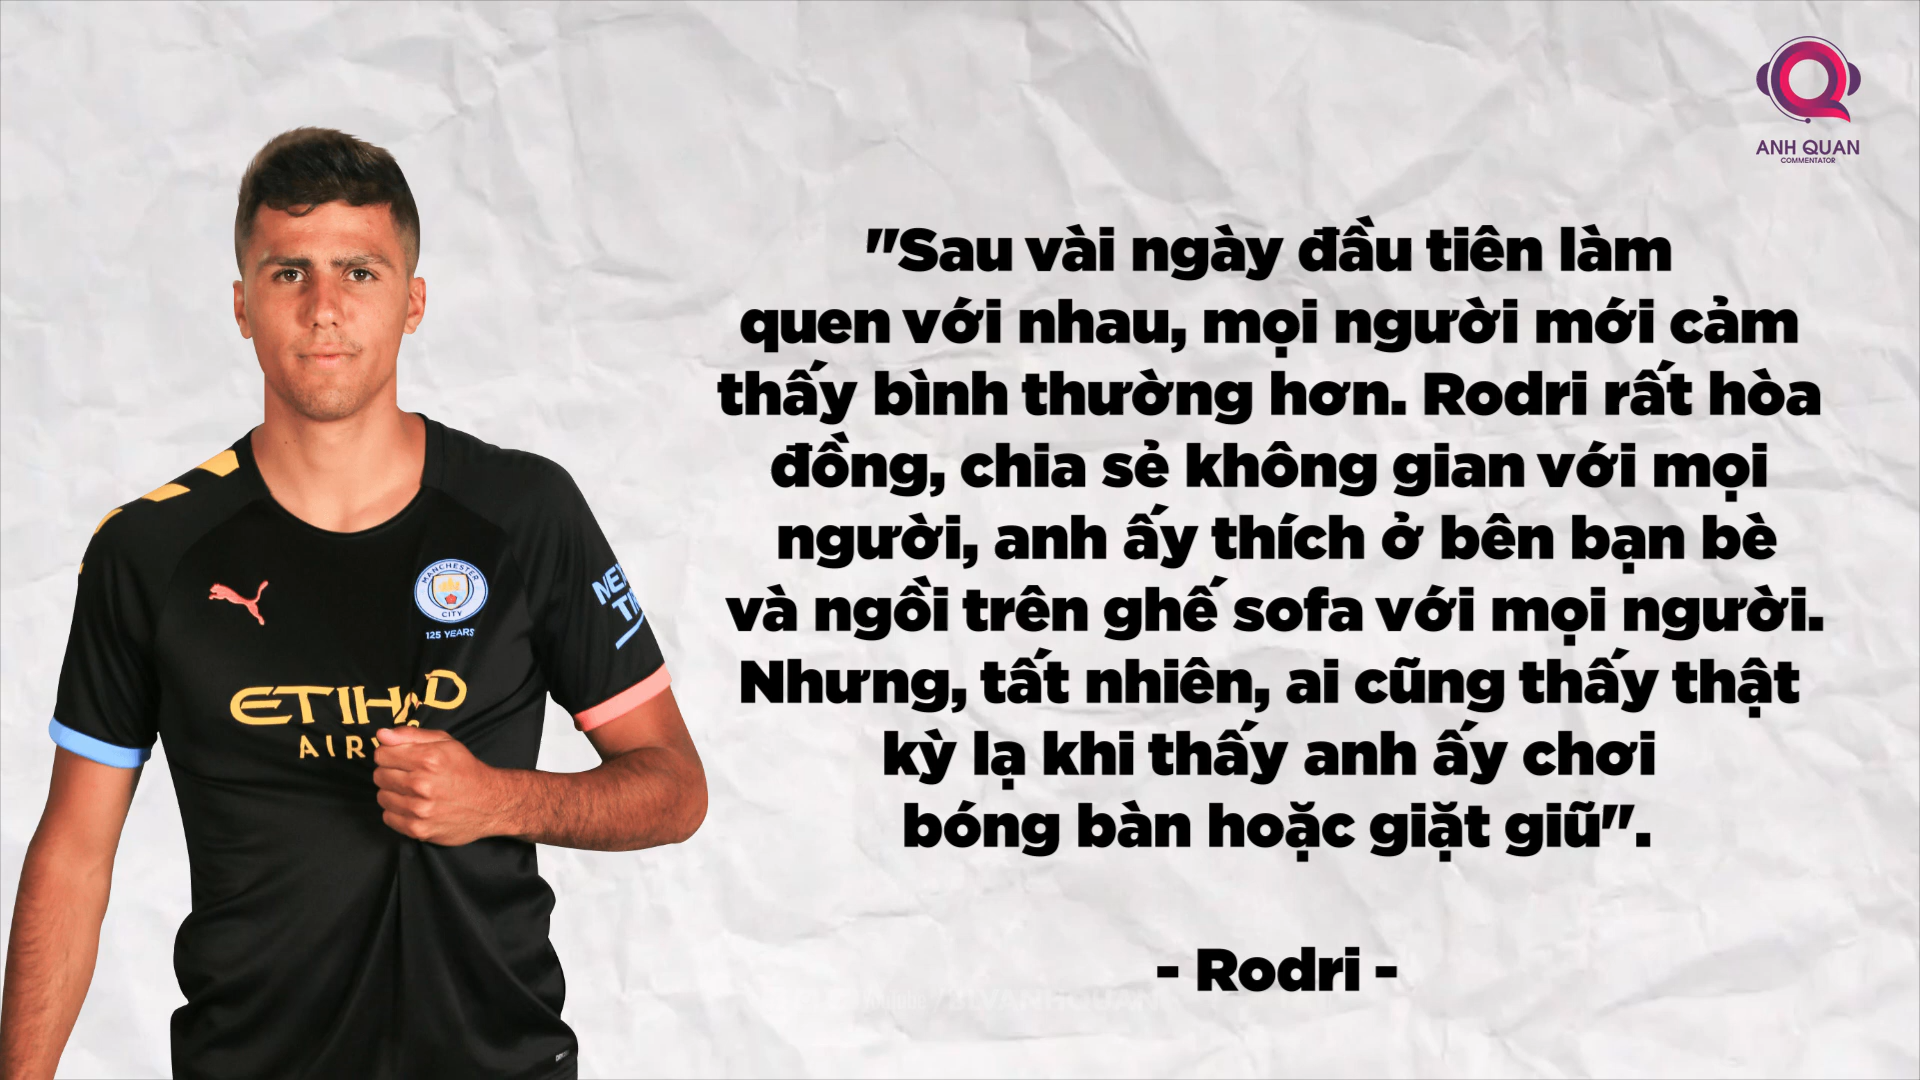 ANH QUAN
COMMENTATOR
"Sau vài ngày đầu tiên làm
quen với nhau, mọi người mới cảm
thấy bình thường hơn. Rodri rất hòa
đồng, chia sẻ không gian với mọi
người, anh ấy thích ở bên bạn bè
và ngồi trên ghế sofa với mọi người.
Nhưng, tất nhiên, ai cũng thấy thật
kỳ lạ khi thấy anh ấy chơi
bóng bàn hoặc giặt giũ".
- Rodri -
MANCHESTER
CITY
125 YEARS
ETIHAD